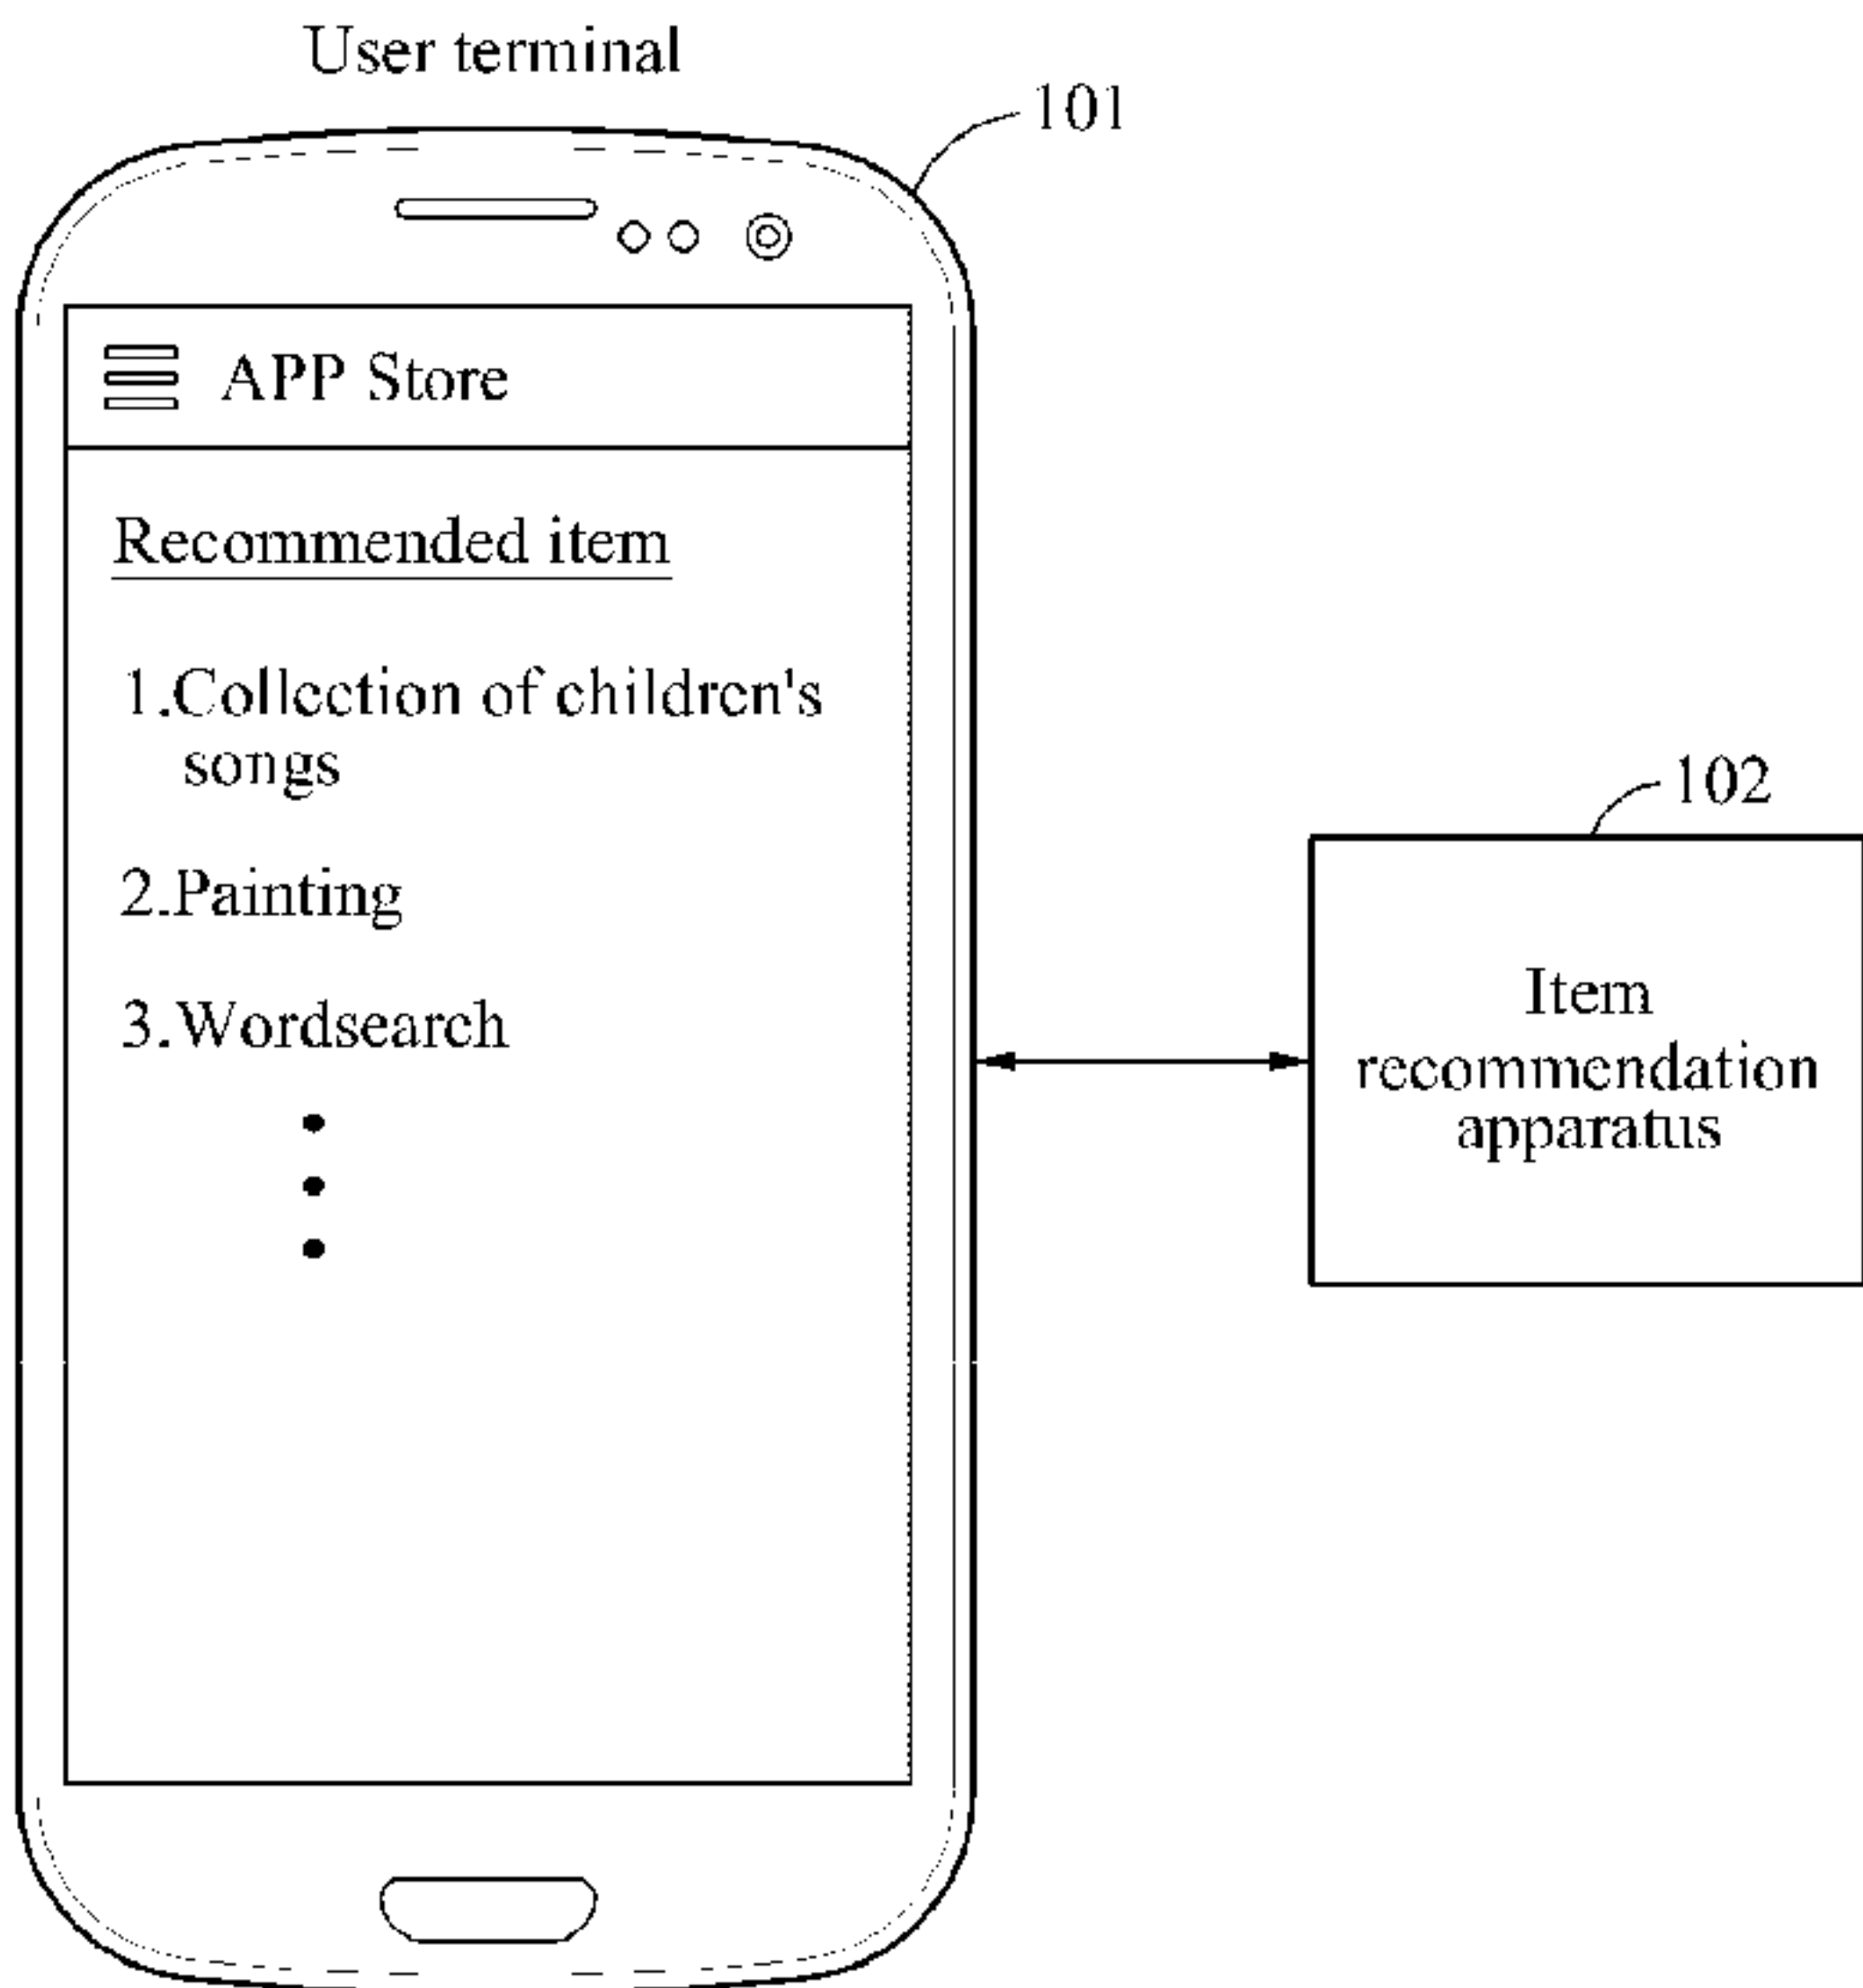 User terminal
101
APP Store
Recommended item
1.Collection of children's
songs
2.Painting
3.Wordsearch
102
Item
recommendation
apparatus